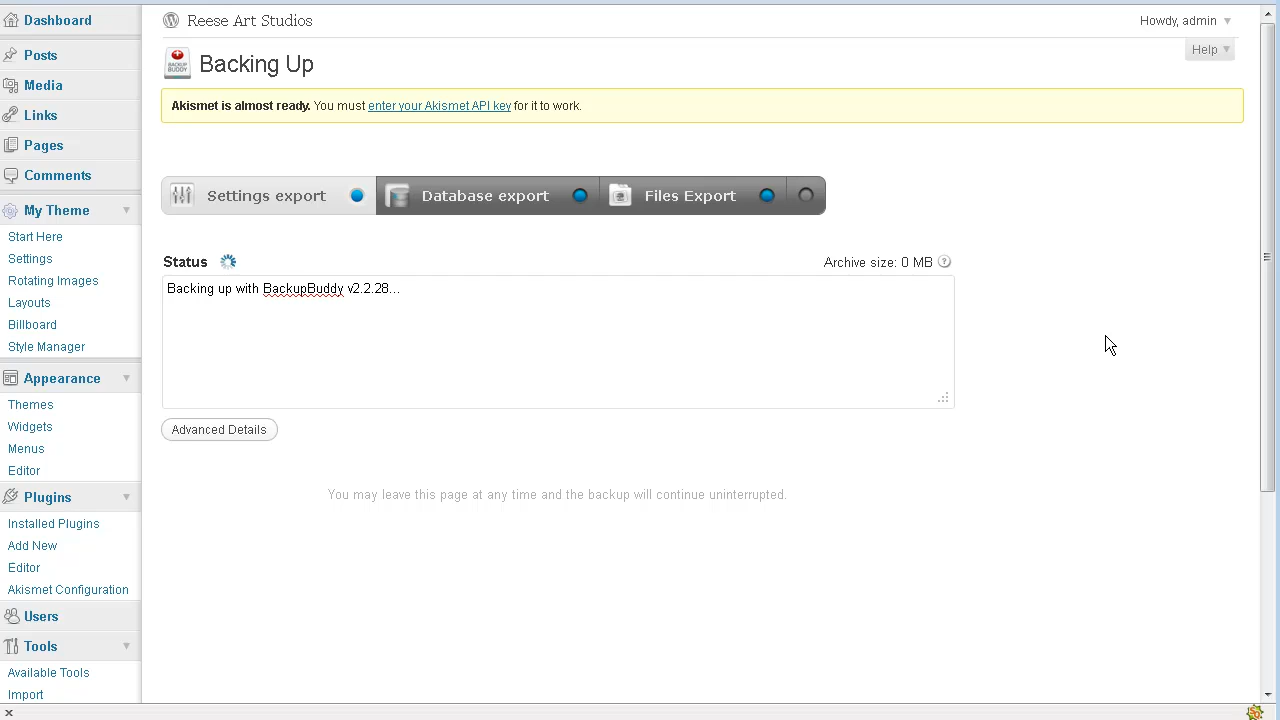 Dashboard
Posts
Media
Links
Pages
Comments
My Theme
Start Here
Settings
Rotating Images
Layouts
Billboard
Style Manager
Appearance
Themes
Widgets
Menus
Editor
Plugins
Installed Plugins
Add New
Editor
Akismet Configuration
Users
Tools
Available Tools
Import
Reese Art Studios
Howdy, admin
Help
BACKUP
BUDDY
Backing Up
Akismet is almost ready. You must enter your Akismet API key for it to work.
Settings export
Database export
Files Export
Status
Archive size: 0 MB ?
Backing up with BackupBuddy v2.2.28...
Advanced Details
You may leave this page at any time and the backup will continue uninterrupted.